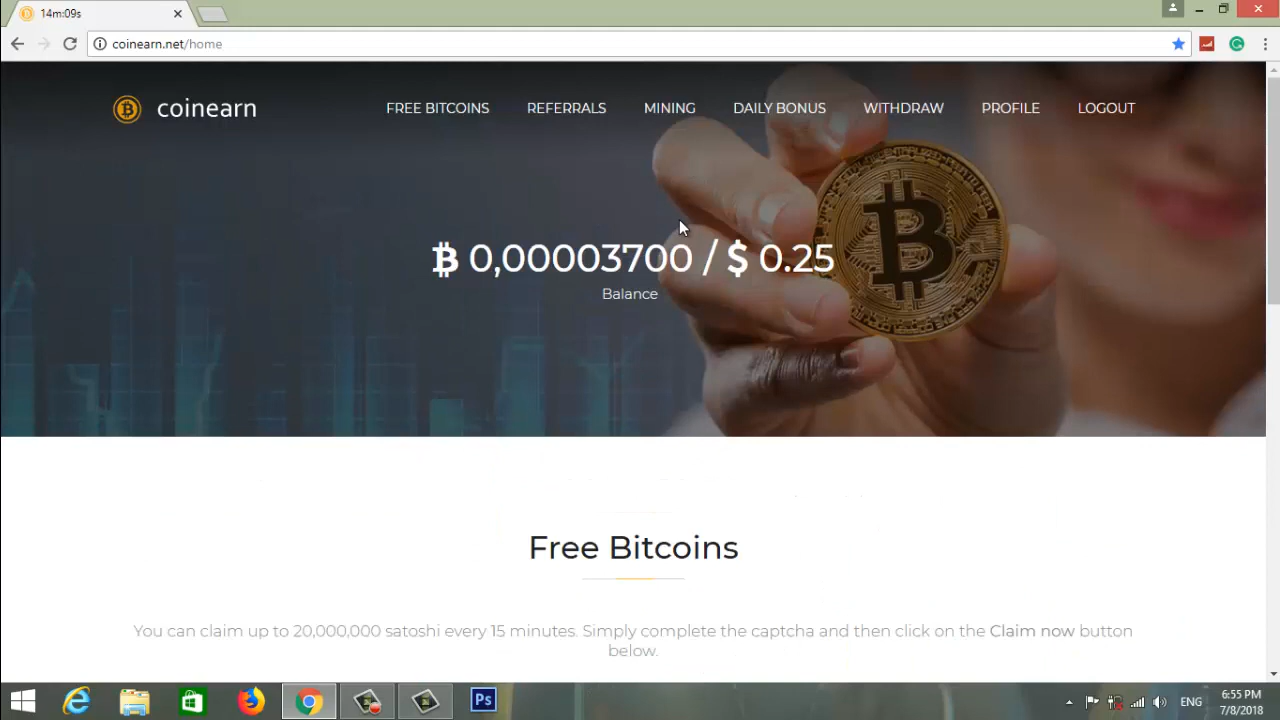 14m:09s
coinearn.net/home
coinearn
FREE BITCOINS REFERRALS MINING DAILY BONUS WITHDRAW PROFILE LOGOUT
0,00003700 / $ 0.25
Balance
Free Bitcoins
You can claim up to 20,000,000 satoshi every 15 minutes. Simply complete the captcha and then click on the Claim now button
below.
Ps
ENG
6:55 PM
7/8/2018